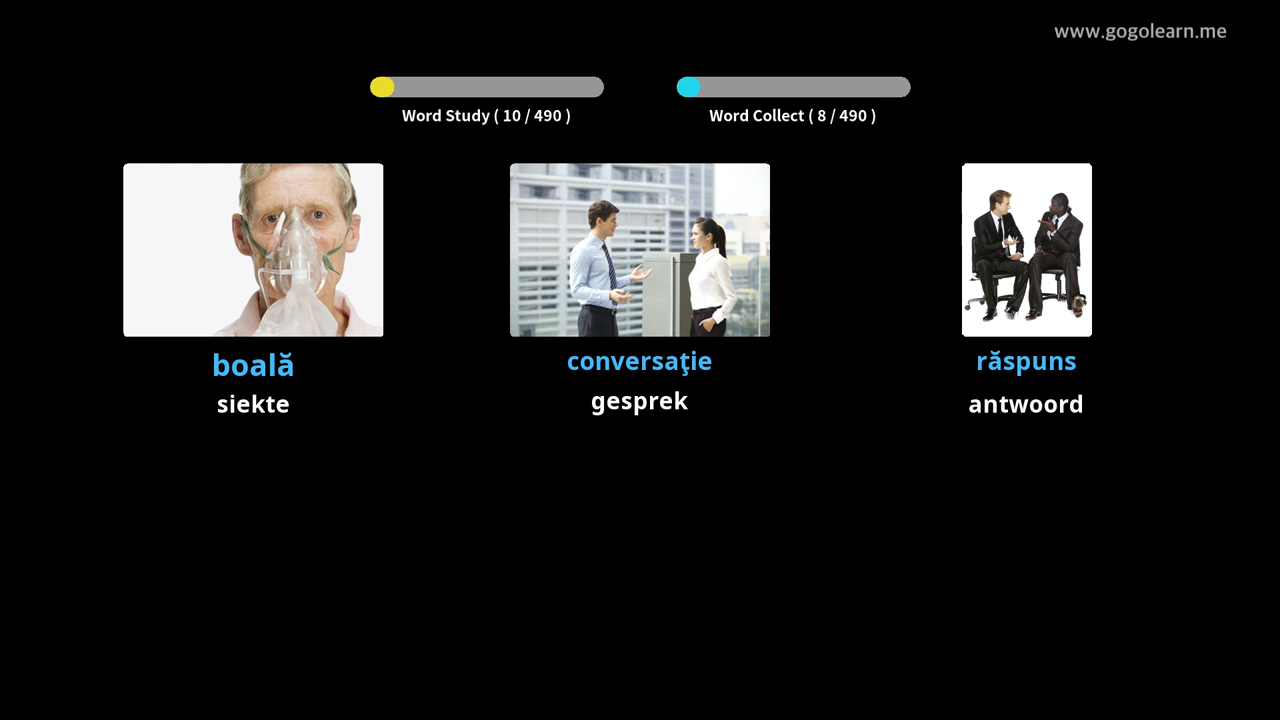 www.gogolearn.me
Word Study ( 10 / 490 )
Word Collect ( 8 / 490 )
boală
siekte
conversaţie
gesprek
răspuns
antwoord